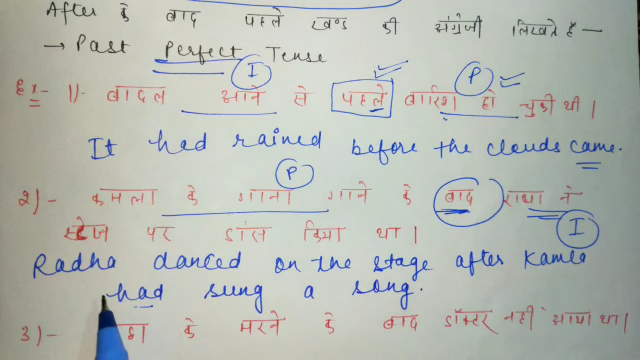 After के बाद पहले खण्ड की अंग्रेजी लिखते हैं —
→ Past Perfect Tense
I P
Ex- 1)- बादल आने से पहले बारिश हो चुकी थी |
It had rained before the clouds came.
P
2)- कमला के गाना गाने के बाद राधा ने
I
स्टेज पर डांस किया था |
Radha danced on the stage after Kamla
had sung a song.
3)- के मरने के बाद डॉक्टर नहीं आया था |